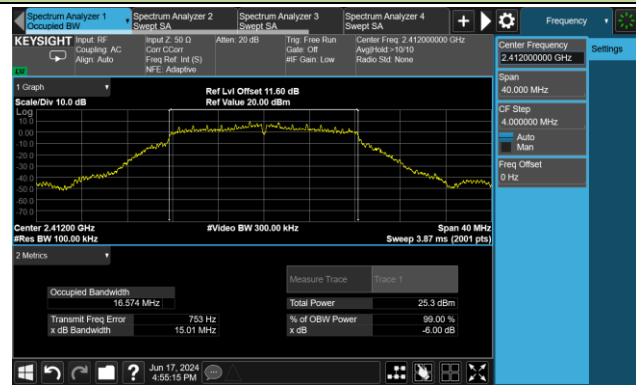 Spectrum Analyzer 1
Occupied BW
Spectrum Analyzer 2
Swept SA
Spectrum Analyzer 3
Swept SA
Spectrum Analyzer 4
Swept SA
Frequency
KEYSIGHT
Input: RF
Coupling: AC
Align: Auto
Input Z: 50 Ω
Corr CCorr
Freq Ref: Int (S)
NFE: Adaptive
Atten: 20 dB
Trig: Free Run
Gate: Off
#IF Gain: Low
Center Freq: 2.412000000 GHz
Avg|Hold:>10/10
Radio Std: None
Center Frequency
2.412000000 GHz
Settings
Span
40.000 MHz
CF Step
4.000000 MHz
Auto
Man
Freq Offset
0 Hz
1 Graph
Scale/Div 10.0 dB
Ref Lvl Offset 11.60 dB
Ref Value 20.00 dBm
Log
10.0
0.00
-10.0
-20.0
-30.0
-40.0
-50.0
-60.0
-70.0
Center 2.41200 GHz
#Res BW 100.00 kHz
#Video BW 300.00 kHz
Span 40 MHz
Sweep 3.87 ms (2001 pts)
2 Metrics
Measure Trace
Trace 1
Occupied Bandwidth
16.574 MHz
Total Power
25.3 dBm
Transmit Freq Error
753 Hz
% of OBW Power
99.00 %
x dB Bandwidth
15.01 MHz
x dB
-6.00 dB
Jun 17, 2024
4:55:15 PM